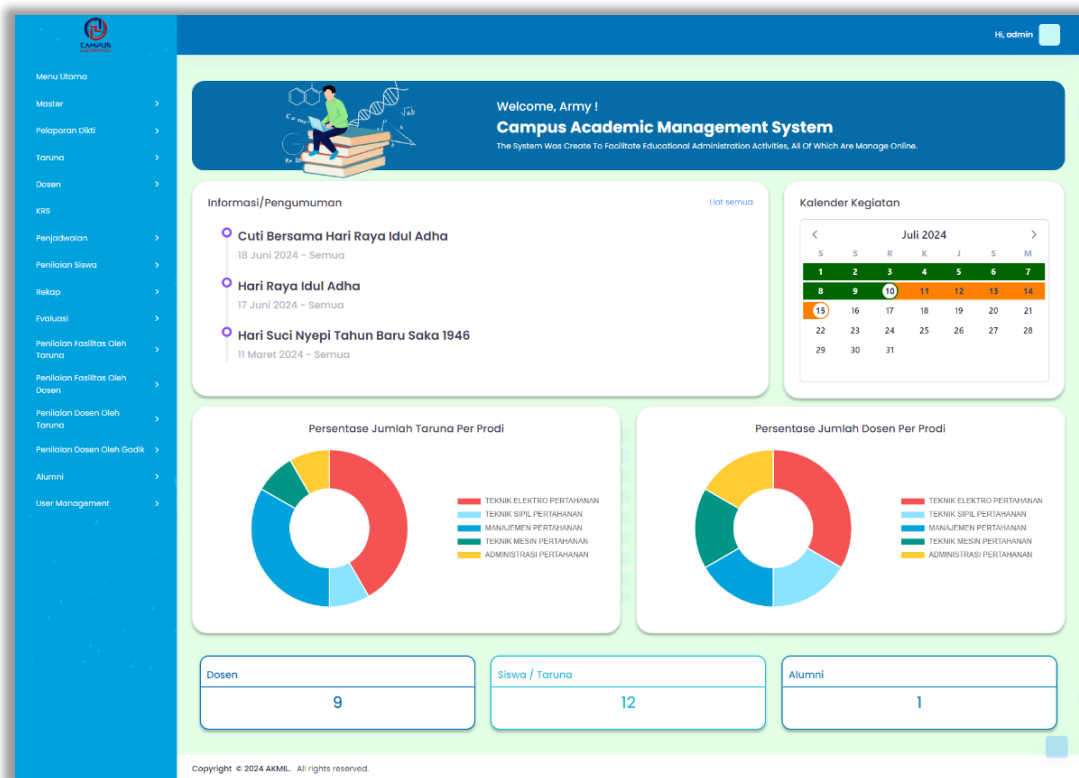 CAMPUS
Hi, admin
Menu Utama
Master
Pelaporan Dikti
Taruna
Dosen
KRS
Penjadwalan
Penilaian Siswa
Rekap
Evaluasi
Penilaian Fasilitas Oleh
Taruna
Penilaian Fasilitas Oleh
Dosen
Penilaian Dosen Oleh
Taruna
Penilaian Dosen Oleh Gadik
Alumni
User Management
Welcome, Army !
Campus Academic Management System
The System Was Create To Facilitate Educational Administration Activities, All Of Which Are Manage Online.
Informasi/Pengumuman
Liat semua
Cuti Bersama Hari Raya Idul Adha
18 Juni 2024 - Semua
Hari Raya Idul Adha
17 Juni 2024 - Semua
Hari Suci Nyepi Tahun Baru Saka 1946
11 Maret 2024 - Semua
Kalender Kegiatan
Juli 2024
S S R K J S M
1 2 3 4 5 6 7
8 9 10 11 12 13 14
15 16 17 18 19 20 21
22 23 24 25 26 27 28
29 30 31
Persentase Jumlah Taruna Per Prodi
TEKNIK ELEKTRO PERTAHANAN
TEKNIK SIPIL PERTAHANAN
MANAJEMEN PERTAHANAN
TEKNIK MESIN PERTAHANAN
ADMINISTRASI PERTAHANAN
Persentase Jumlah Dosen Per Prodi
TEKNIK ELEKTRO PERTAHANAN
TEKNIK SIPIL PERTAHANAN
MANAJEMEN PERTAHANAN
TEKNIK MESIN PERTAHANAN
ADMINISTRASI PERTAHANAN
Dosen
9
Siswa / Taruna
12
Alumni
1
Copyright © 2024 AKMIL. All rights reserved.